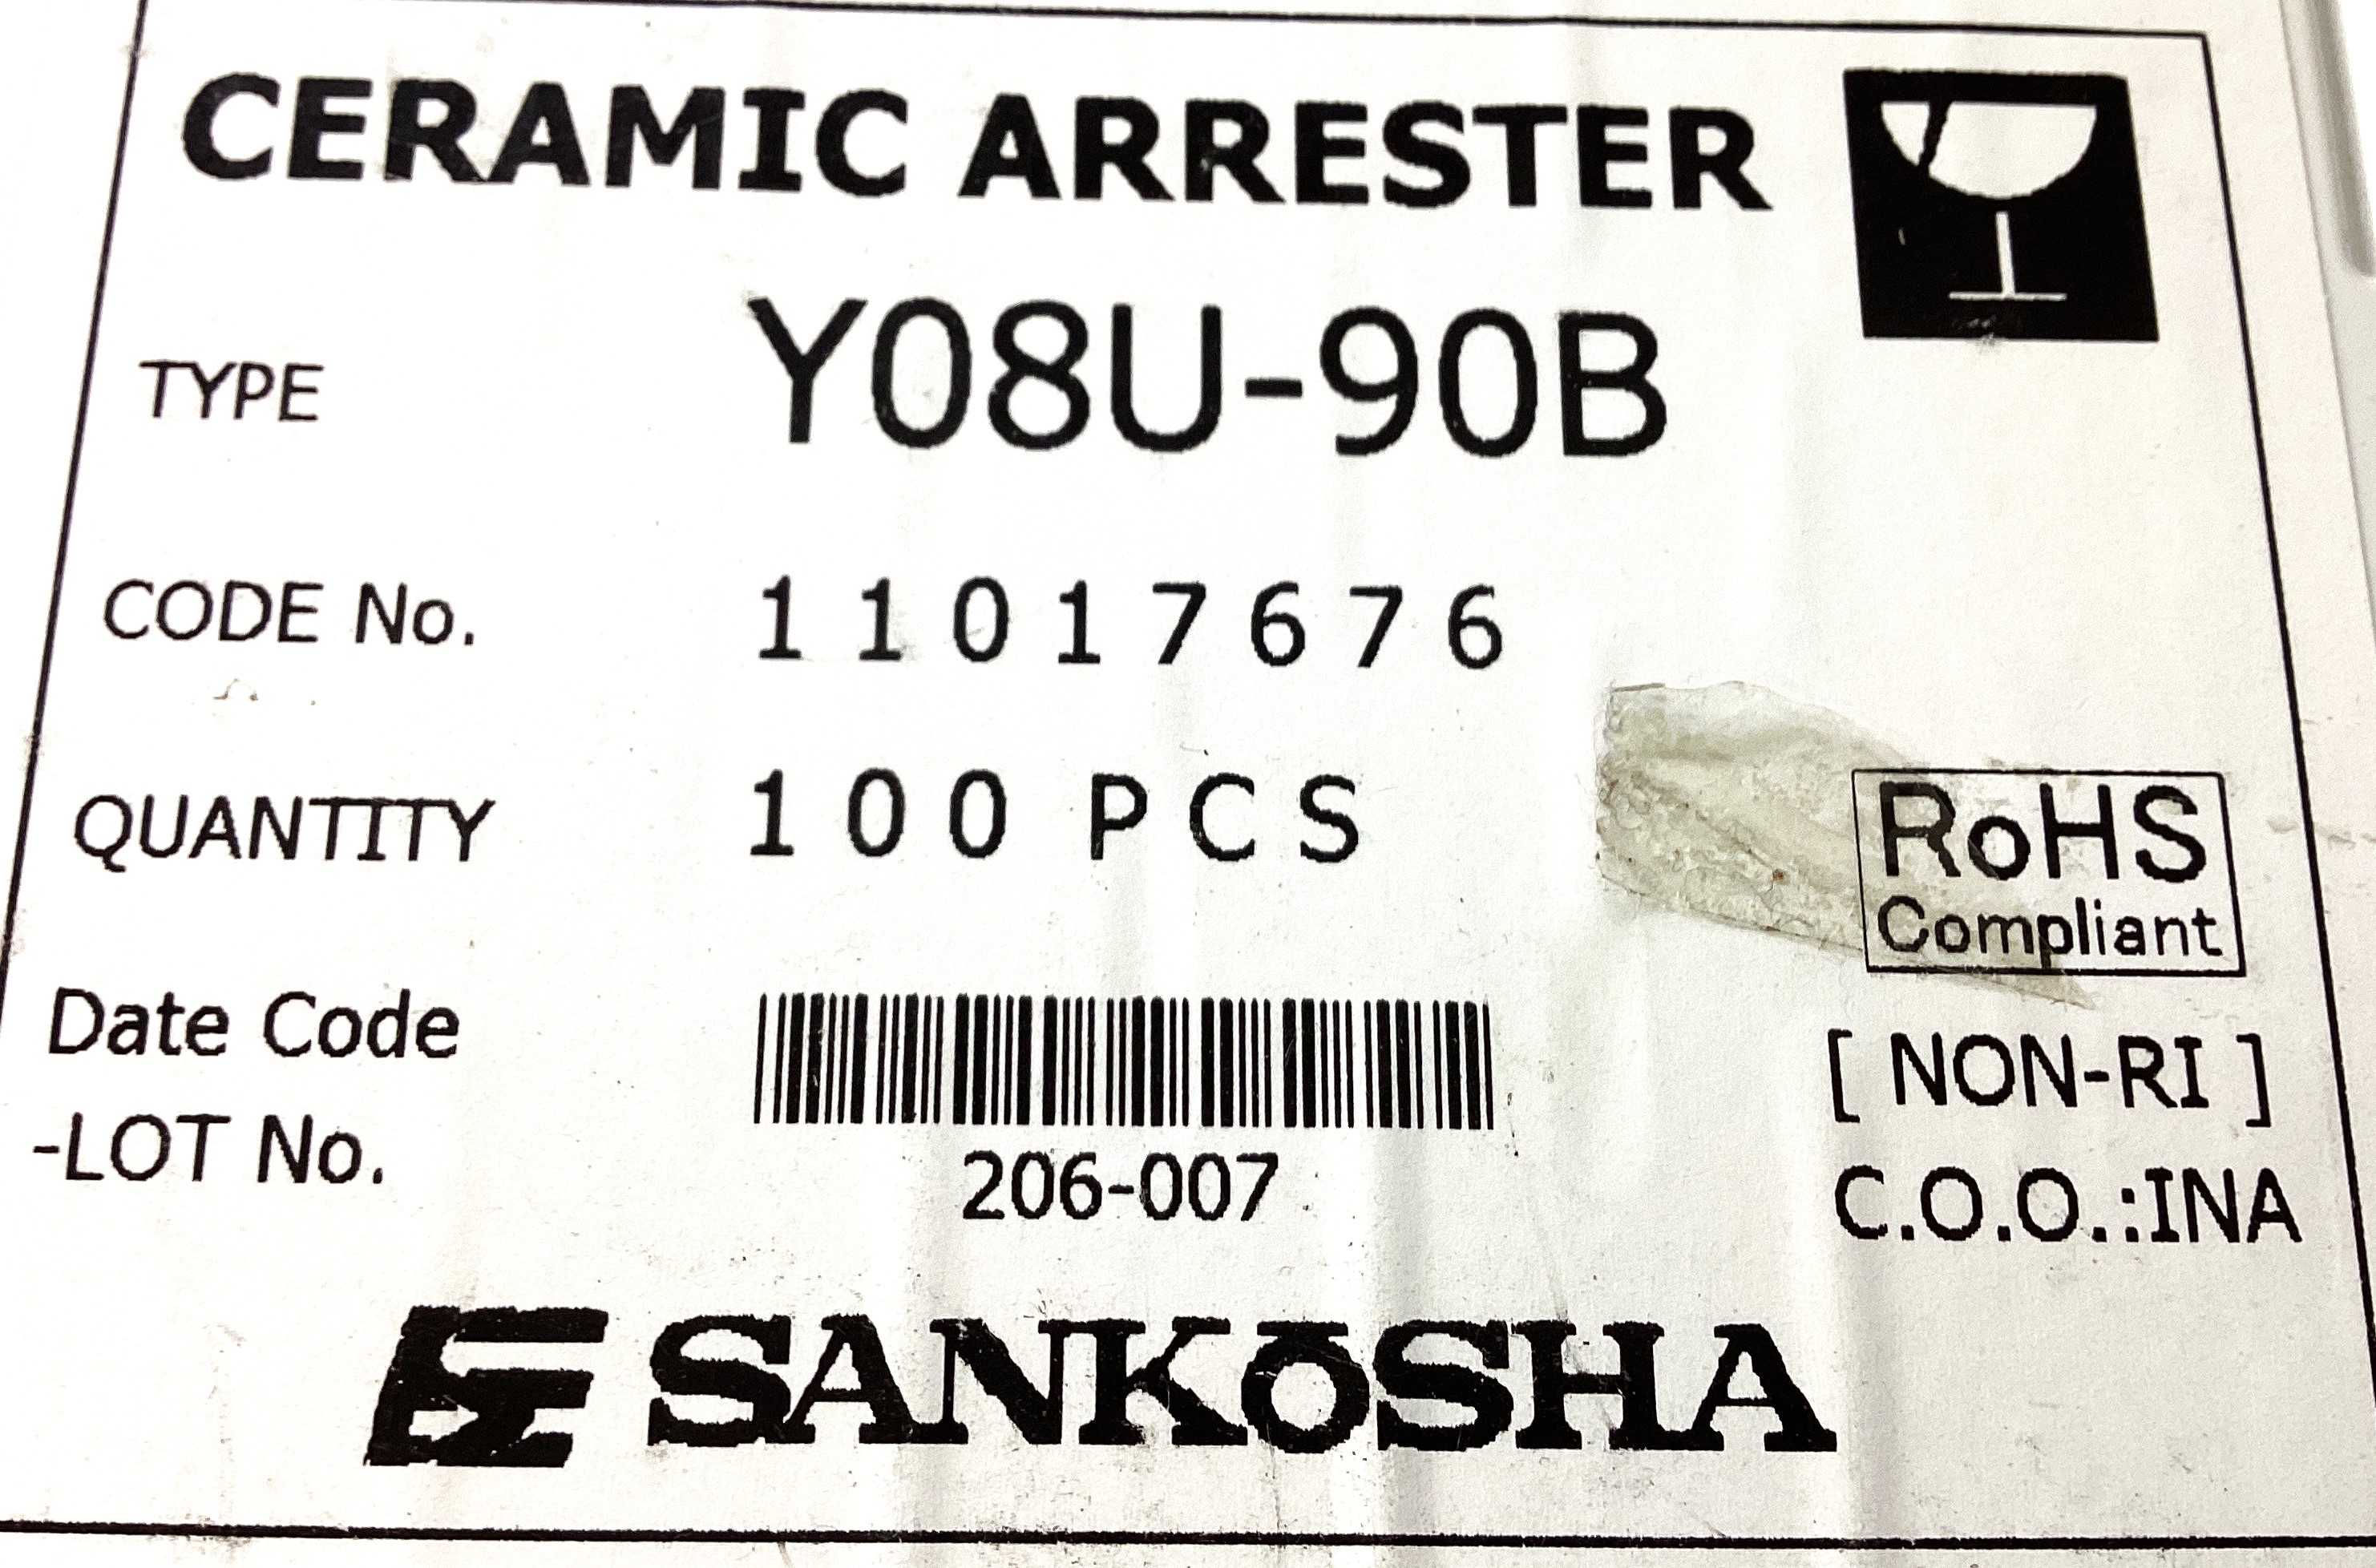 CERAMIC ARRESTER
TYPE Y08U-90B
CODE No. 11017676
QUANTITY 100 PCS
RoHS
Compliant
Date Code
-LOT No.
206-007
[ NON-RI ]
C.O.O.:INA
SANKŌSHA